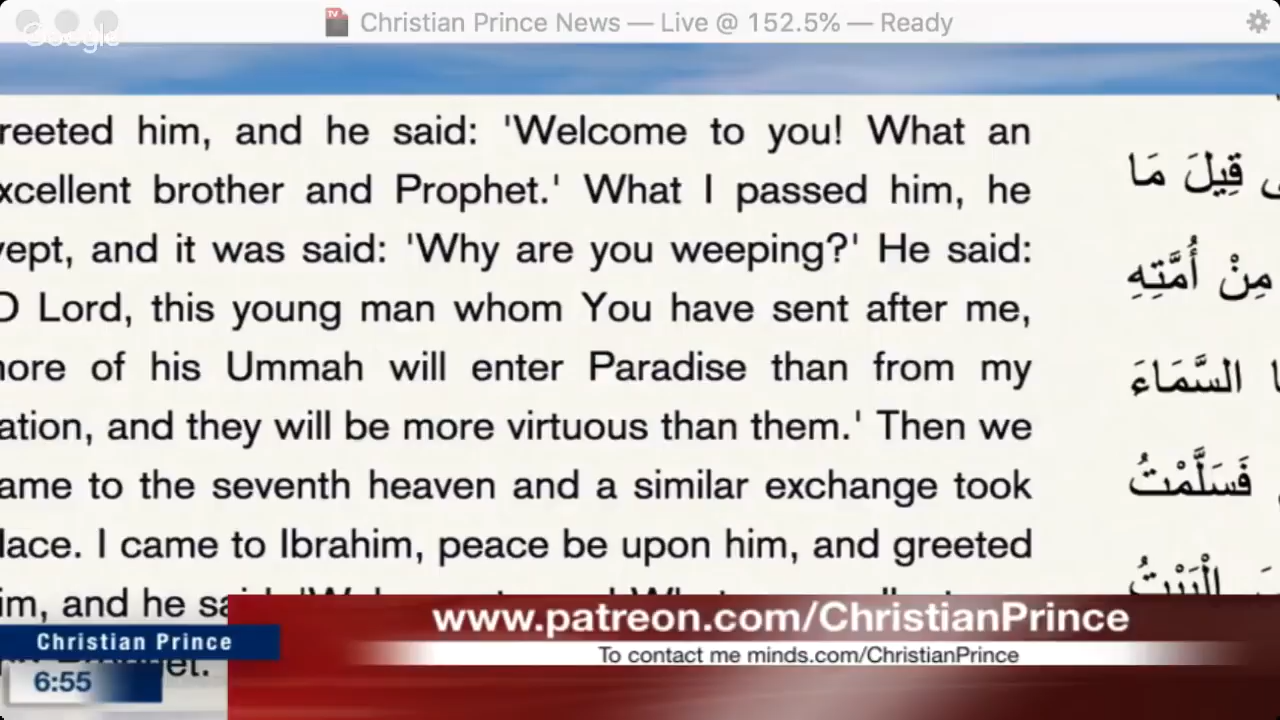 Christian Prince News — Live @ 152.5% — Ready
Google
reeted him, and he said: 'Welcome to you! What an
xcellent brother and Prophet.' What I passed him, he
vept, and it was said: 'Why are you weeping?' He said:
O Lord, this young man whom You have sent after me,
nore of his Ummah will enter Paradise than from my
ation, and they will be more virtuous than them.' Then we
ame to the seventh heaven and a similar exchange took
lace. I came to Ibrahim, peace be upon him, and greeted
im, and he said
قِيلَ مَا
مِنْ أُمَّتِهِ
السَّمَاءَ
فَسَلَّمْتُ
الْبَيْتُ
www.patreon.com/ChristianPrince
To contact me minds.com/ChristianPrince
Christian Prince
6:55